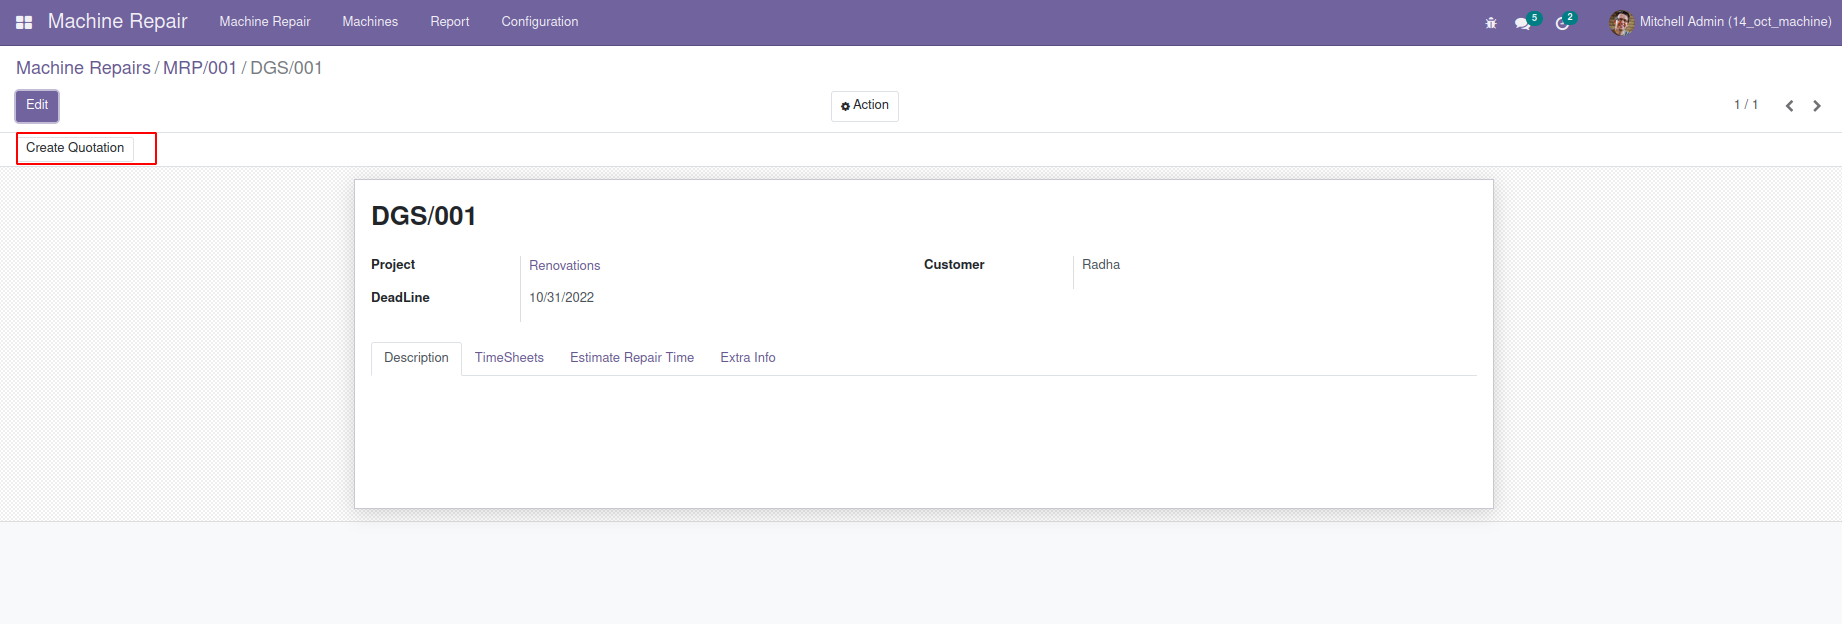 Machine Repair Machine Repair Machines Report Configuration 5 2 Mitchell Admin (14_oct_machine)
Machine Repairs / MRP/001 / DGS/001
Edit Action 1 / 1
Create Quotation
DGS/001
Project Renovations Customer Radha
DeadLine 10/31/2022
Description TimeSheets Estimate Repair Time Extra Info